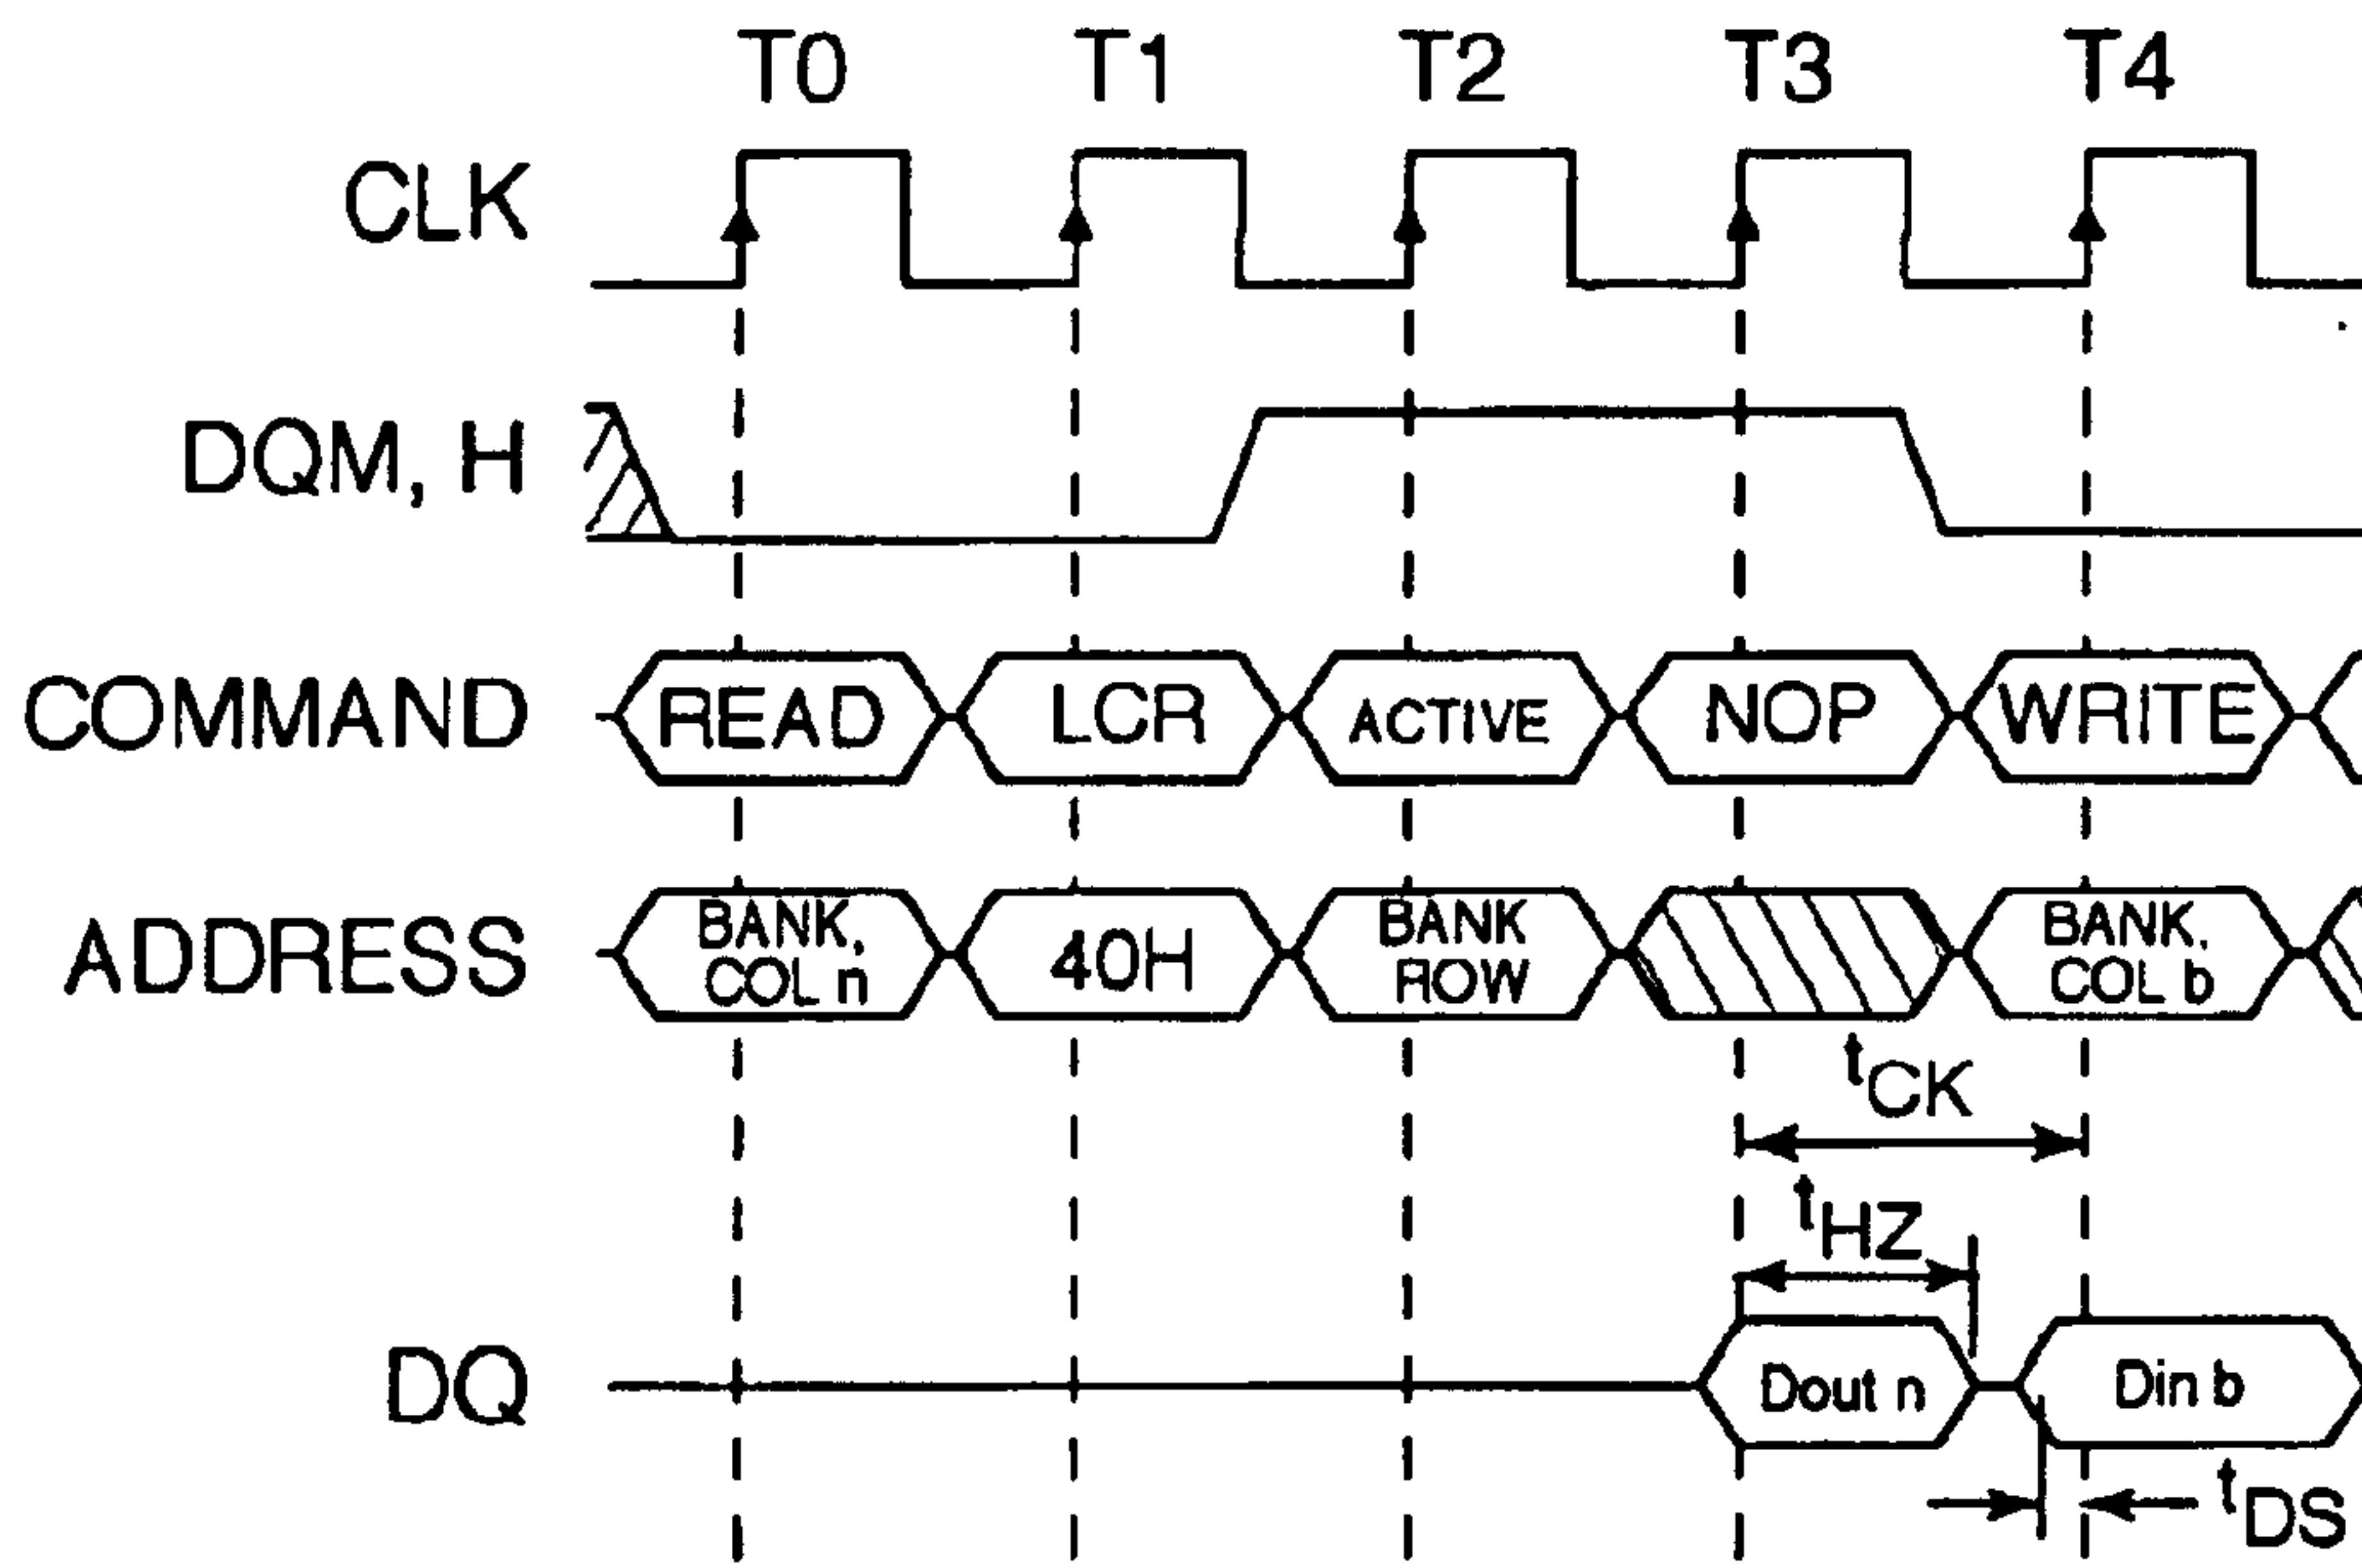 T0 T1 T2 T3 T4
CLK
DQM, H
COMMAND READ LCR ACTIVE NOP WRITE
ADDRESS BANK, COL n 40H BANK ROW BANK, COL b
tCK
tHZ
DQ Dout n Din b
tDS